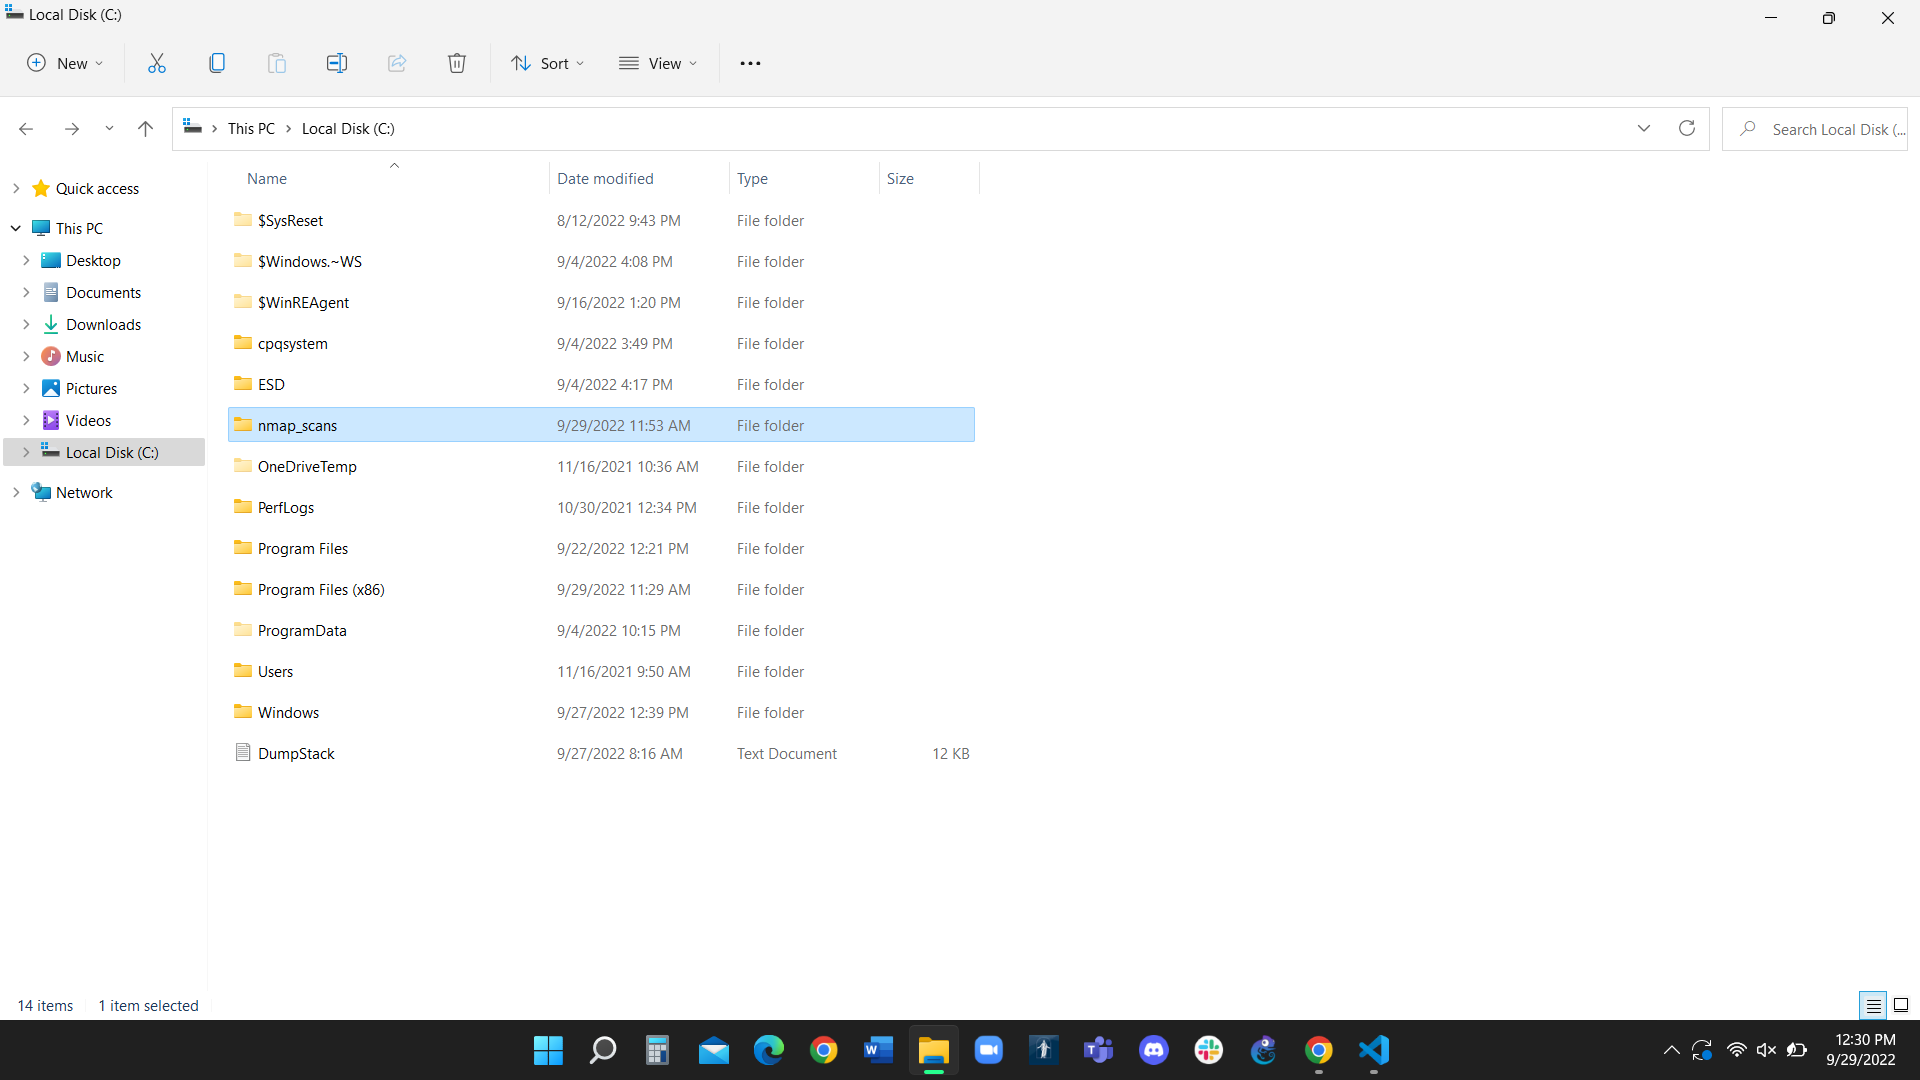 Local Disk (C:)
New
Sort
View
This PC > Local Disk (C:)
Search Local Disk (...
Name Date modified Type Size
Quick access
This PC
Desktop
Documents
Downloads
Music
Pictures
Videos
Local Disk (C:)
Network
$SysReset 8/12/2022 9:43 PM File folder
$Windows.~WS 9/4/2022 4:08 PM File folder
$WinREAgent 9/16/2022 1:20 PM File folder
cpqsystem 9/4/2022 3:49 PM File folder
ESD 9/4/2022 4:17 PM File folder
nmap_scans 9/29/2022 11:53 AM File folder
OneDriveTemp 11/16/2021 10:36 AM File folder
PerfLogs 10/30/2021 12:34 PM File folder
Program Files 9/22/2022 12:21 PM File folder
Program Files (x86) 9/29/2022 11:29 AM File folder
ProgramData 9/4/2022 10:15 PM File folder
Users 11/16/2021 9:50 AM File folder
Windows 9/27/2022 12:39 PM File folder
DumpStack 9/27/2022 8:16 AM Text Document 12 KB
14 items 1 item selected
12:30 PM
9/29/2022